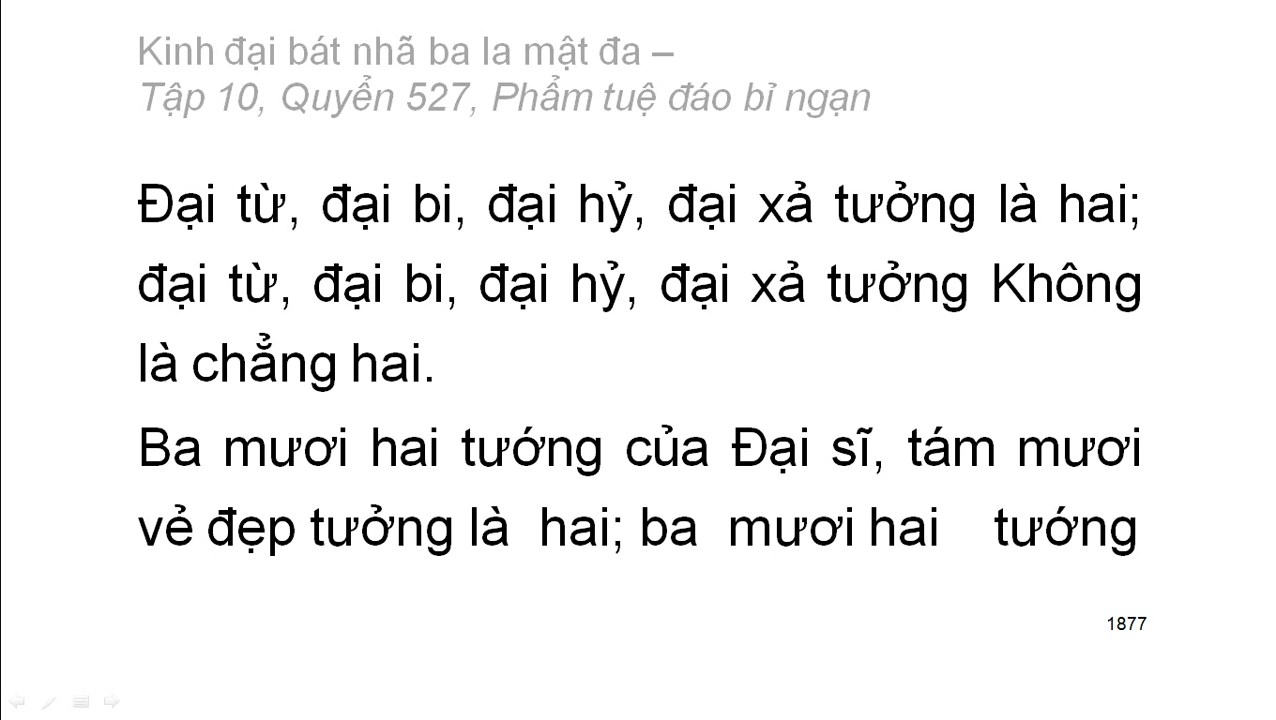 Kinh đại bát nhã ba la mật đa –
Tập 10, Quyển 527, Phẩm tuệ đáo bỉ ngạn
Đại từ, đại bi, đại hỷ, đại xả tưởng là hai;
đại từ, đại bi, đại hỷ, đại xả tưởng Không
là chẳng hai.
Ba mươi hai tướng của Đại sĩ, tám mươi
vẻ đẹp tưởng là hai; ba mươi hai tướng
1877